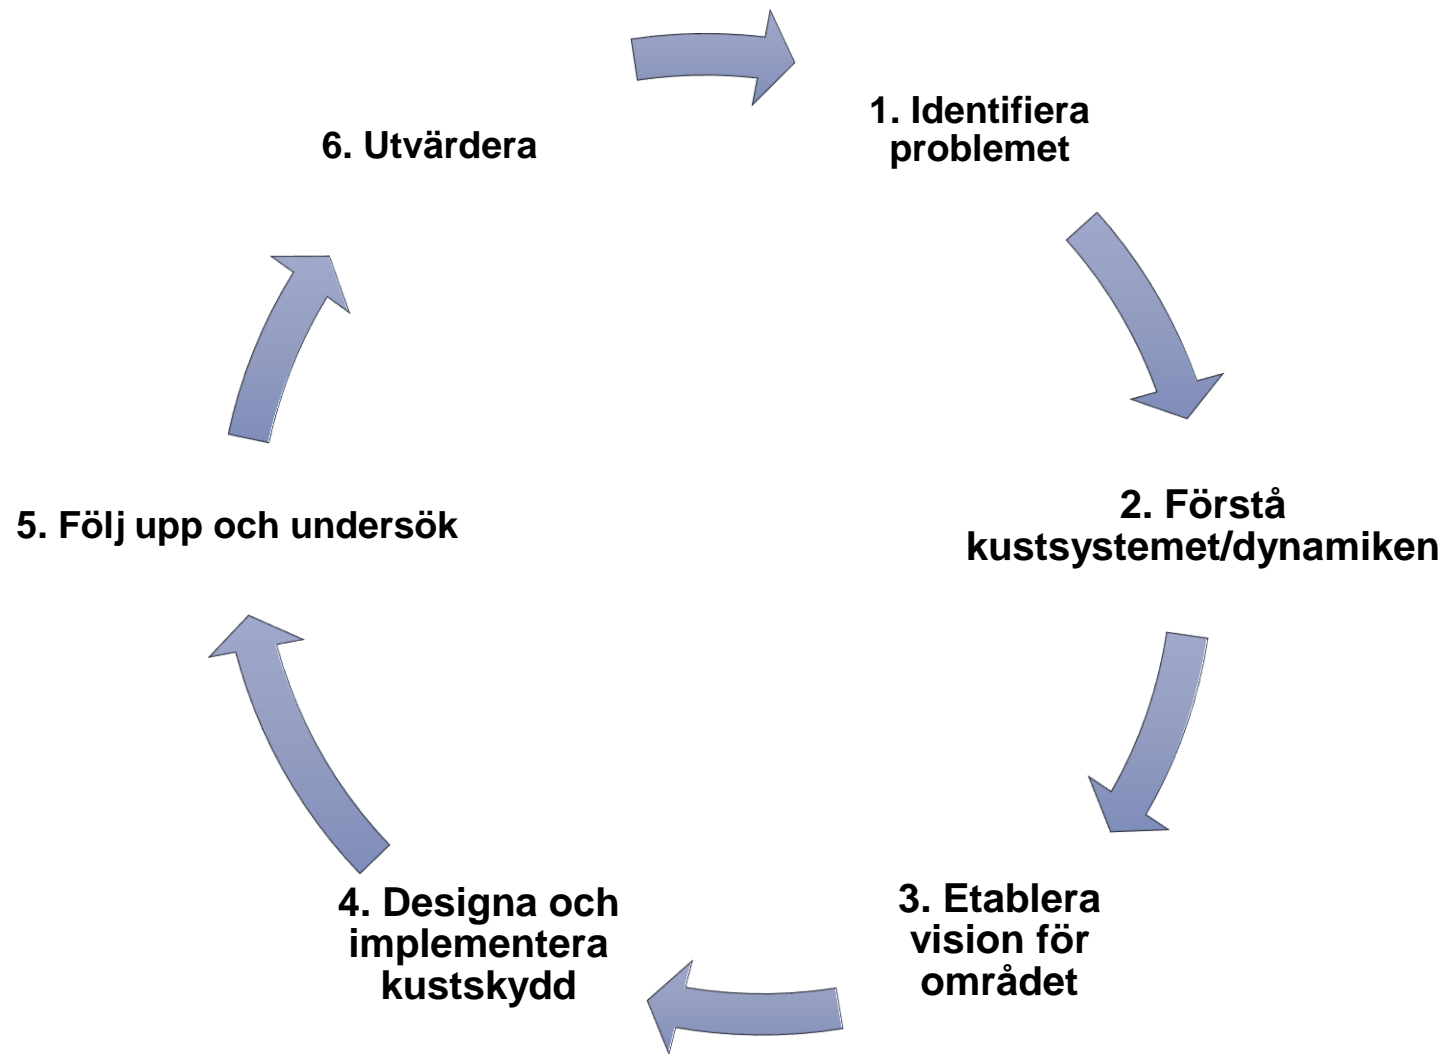 1. Identifiera
problemet
2. Förstå
kustsystemet/dynamiken
3. Etablera
vision för
området
4. Designa och
implementera
kustskydd
5. Följ upp och undersök
6. Utvärdera